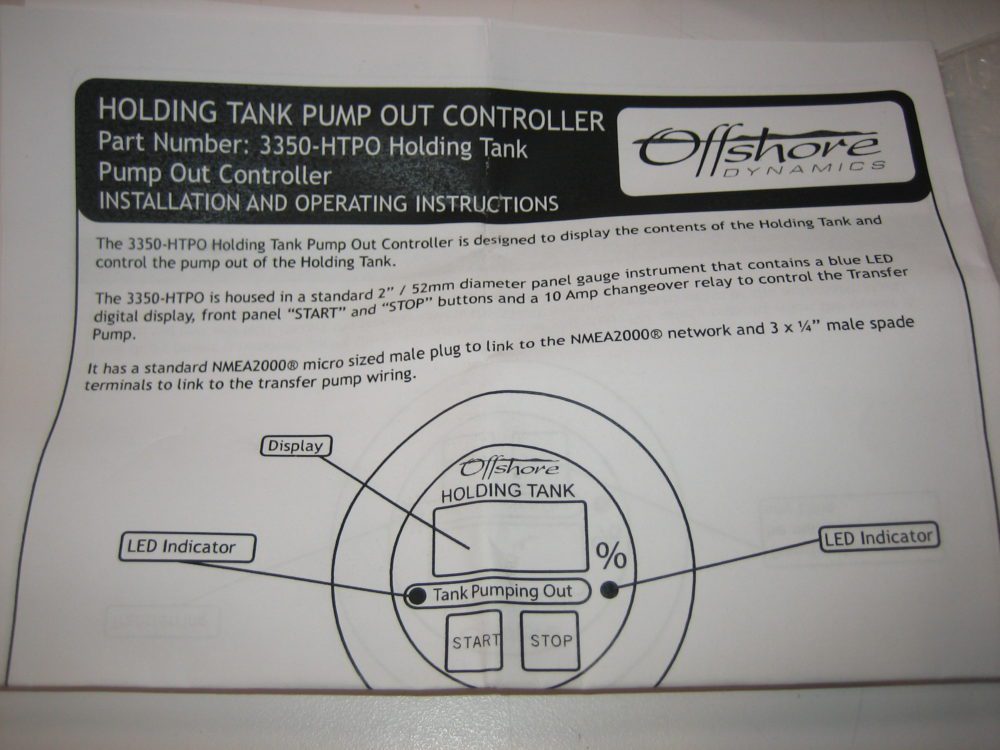 HOLDING TANK PUMP OUT CONTROLLER
Part Number: 3350-HTPO Holding Tank
Pump Out Controller
INSTALLATION AND OPERATING INSTRUCTIONS
Offshore
DYNAMICS
The 3350-HTPO Holding Tank Pump Out Controller is designed to display the contents of the Holding Tank and
control the pump out of the Holding Tank.
The 3350-HTPO is housed in a standard 2” / 52mm diameter panel gauge instrument that contains a blue LED
digital display, front panel “START” and “STOP” buttons and a 10 Amp changeover relay to control the Transfer
Pump.
It has a standard NMEA2000® micro sized male plug to link to the NMEA2000® network and 3 x ¼” male spade
terminals to link to the transfer pump wiring.
Display
Offshore
HOLDING TANK
LED Indicator
%
LED Indicator
Tank Pumping Out
START
STOP